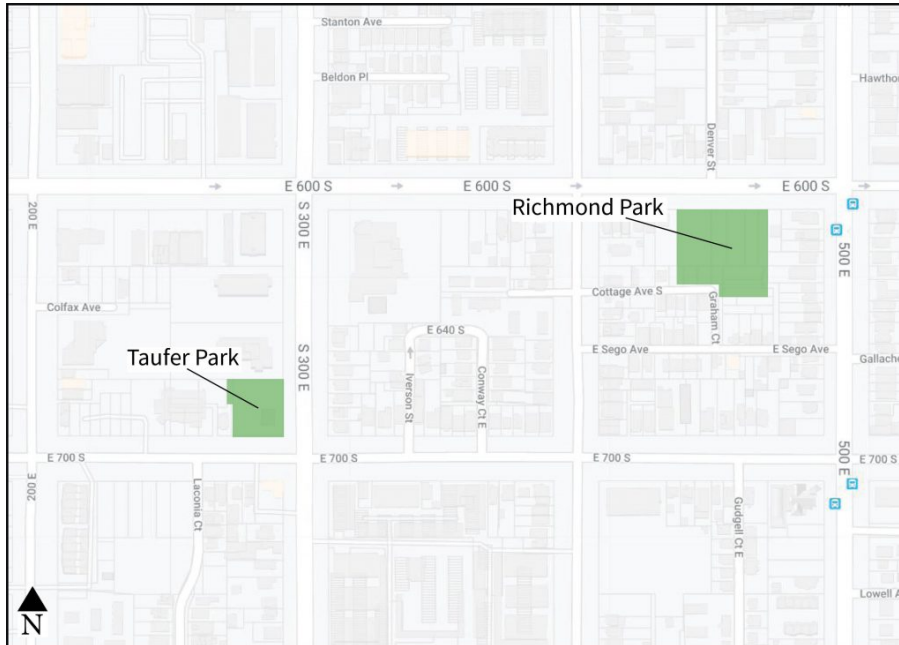 Stanton Ave
Beldon Pl
Hawtho
Denver St
E 600 S
E 600 S
E 600 S
200 E
S 300 E
Richmond Park
500 E
Colfax Ave
Cottage Ave S
Graham Ct
E 640 S
S 300 E
E Sego Ave
E Sego Ave
Gallache
Taufer Park
Iverson St
Conway Ct E
E 700 S
E 700 S
E 700 S
500 E
E 700 S
200 E
Laconia Ct
Gudgell Ct E
Lowell A
N